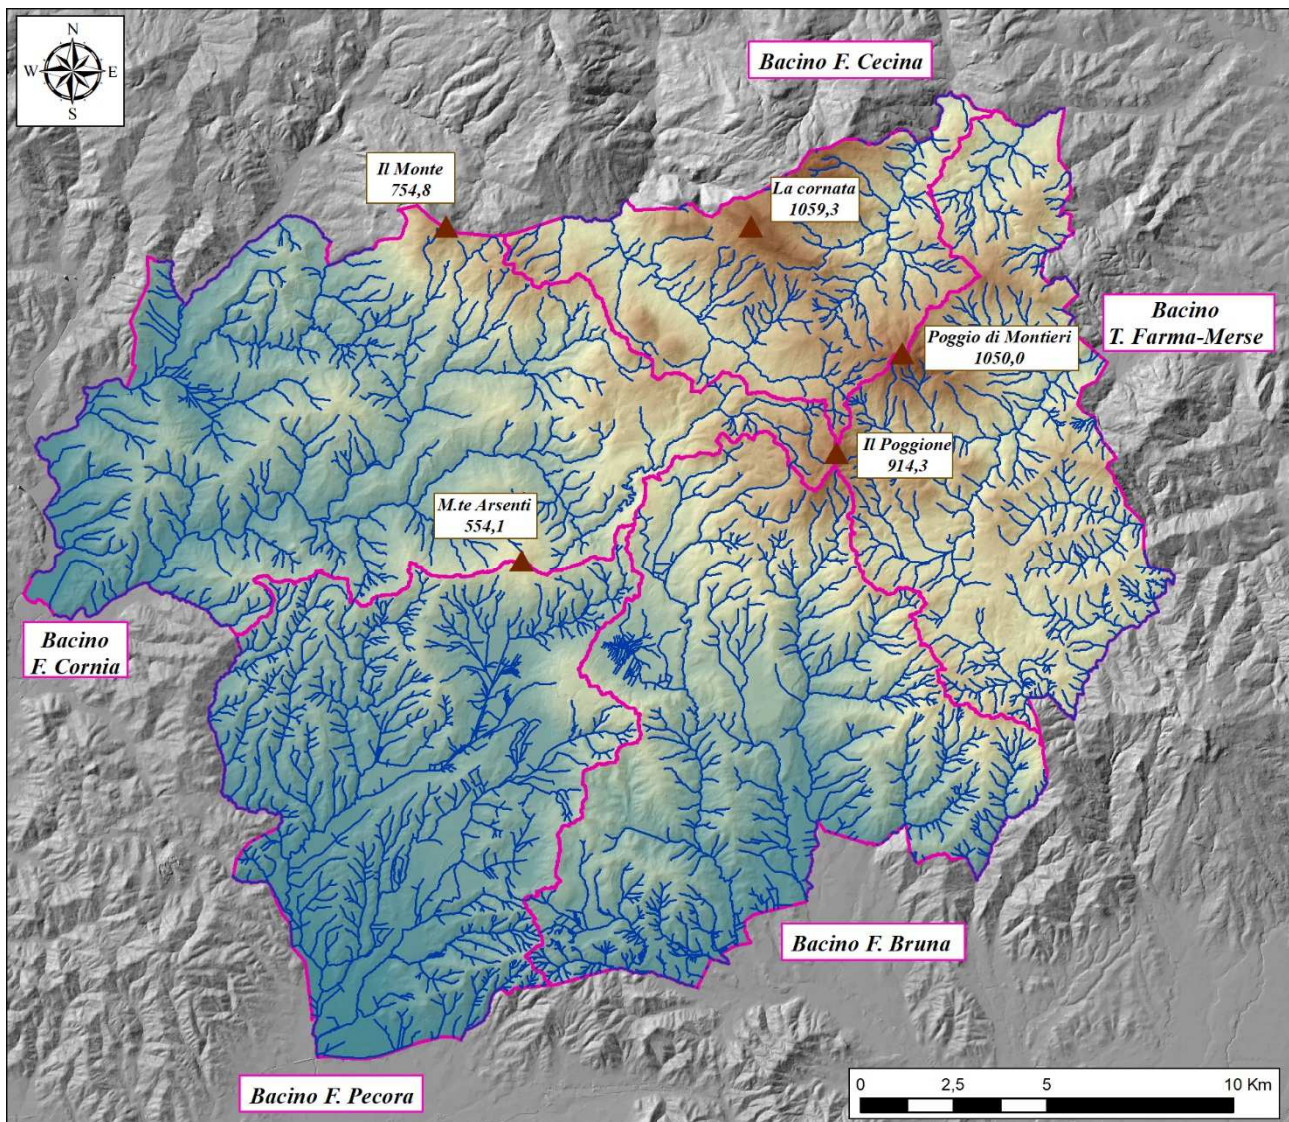 N
W E
S
Bacino F. Cecina
Il Monte
754,8
La cornata
1059,3
Bacino
T. Farma-Merse
Poggio di Montieri
1050,0
Il Poggione
914,3
M.te Arsenti
554,1
Bacino
F. Cornia
Bacino F. Bruna
Bacino F. Pecora
0 2,5 5 10 Km